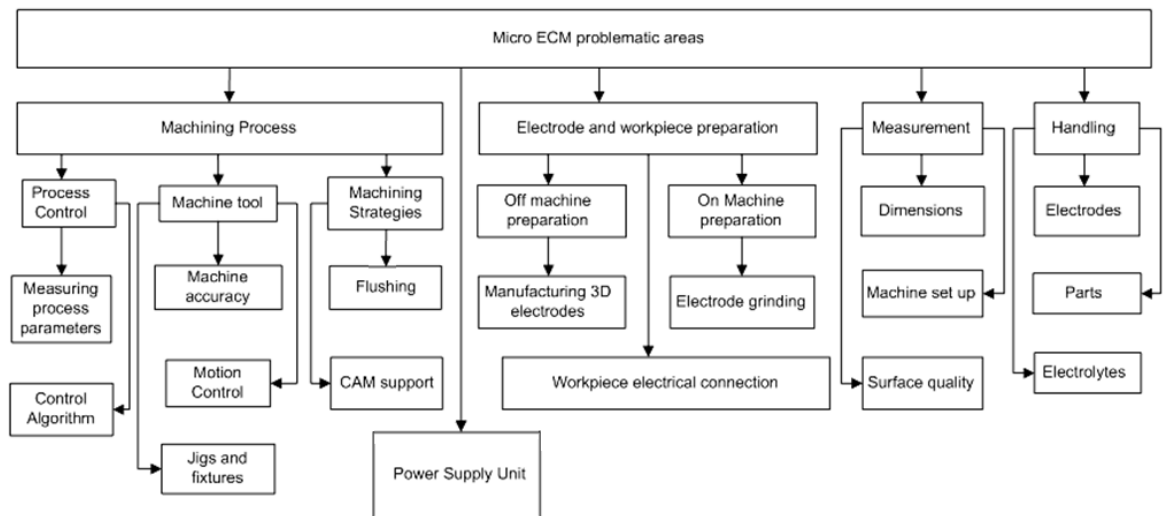 Micro ECM problematic areas
Machining Process
Electrode and workpiece preparation
Measurement
Handling
Process
Control
Machine tool
Machining
Strategies
Off machine
preparation
On Machine
preparation
Dimensions
Electrodes
Measuring
process
parameters
Machine
accuracy
Flushing
Manufacturing 3D
electrodes
Electrode grinding
Machine set up
Parts
Control
Algorithm
Motion
Control
CAM support
Workpiece electrical connection
Surface quality
Electrolytes
Jigs and
fixtures
Power Supply Unit